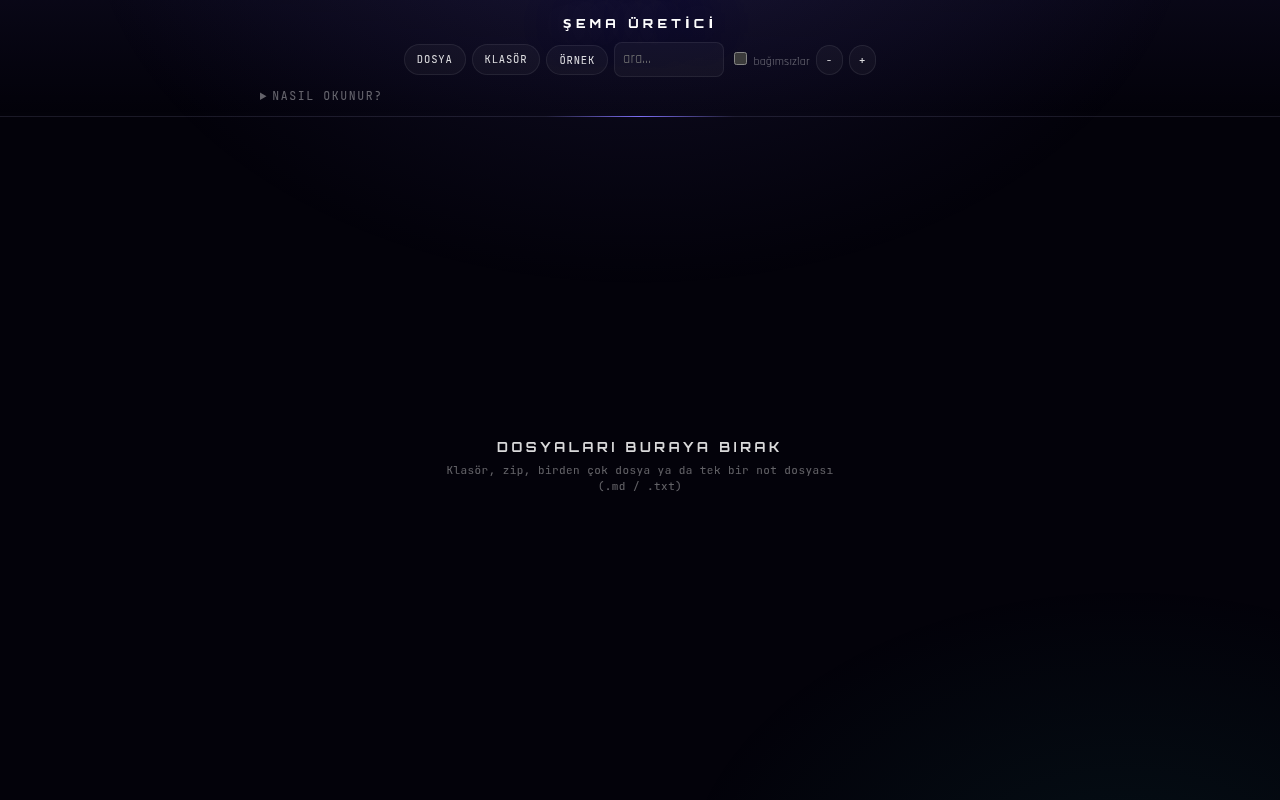 ŞEMA ÜRETİCİ
DOSYA KLASÖR ÖRNEK ara... bağımsızlar - +
▶ NASIL OKUNUR?
DOSYALARI BURAYA BIRAK
Klasör, zip, birden çok dosya ya da tek bir not dosyası
(.md / .txt)